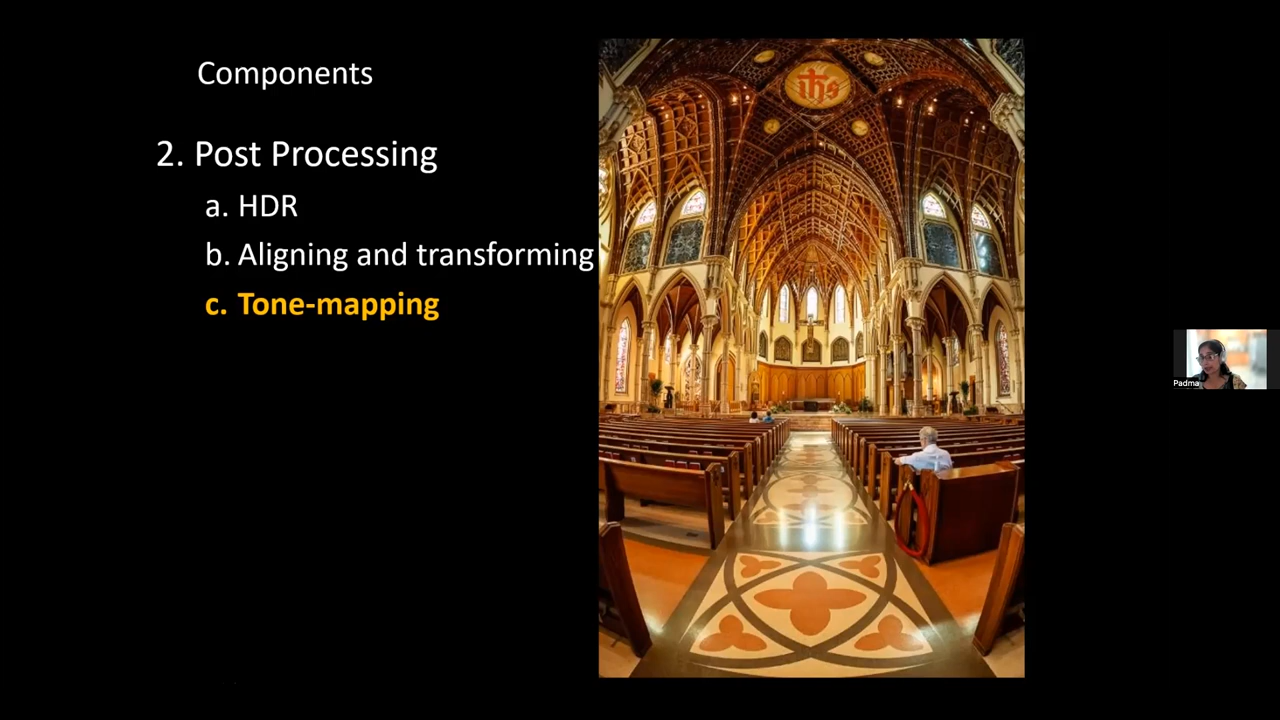 Components
2. Post Processing
a. HDR
b. Aligning and transforming
c. Tone-mapping
ihs
Padma